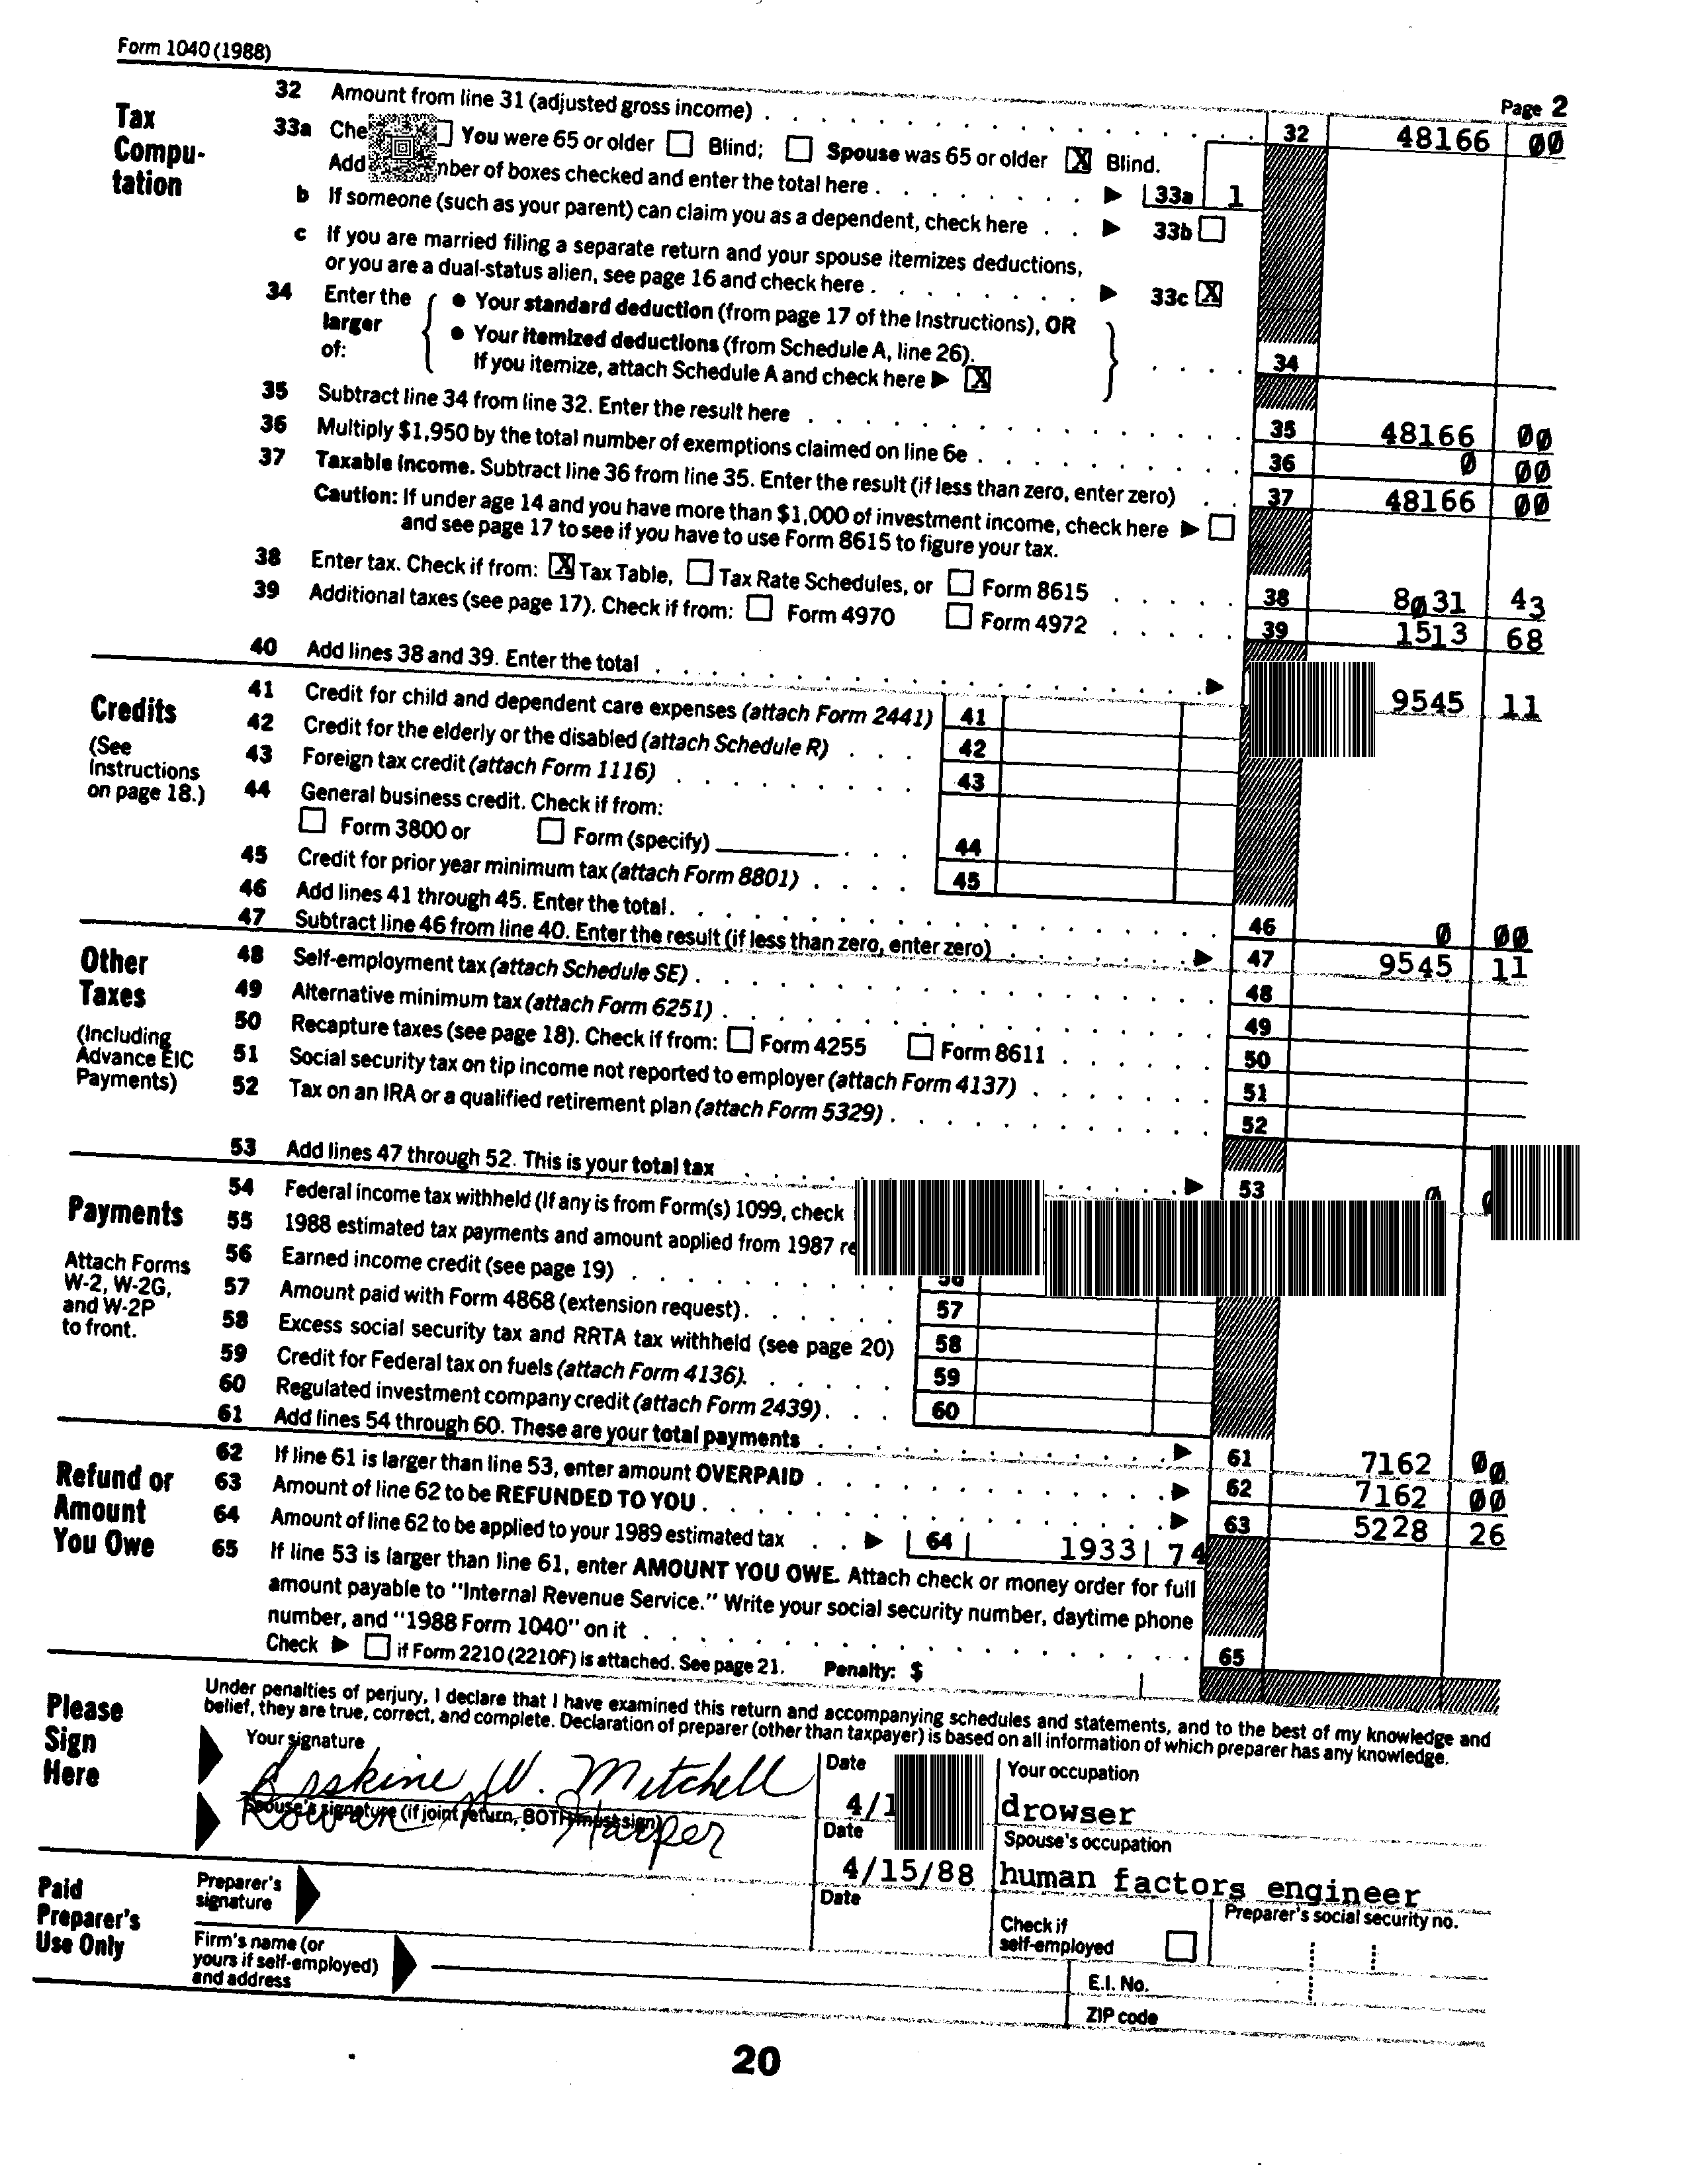 Form 1040 (1988)
Page 2
Tax Compu-
tation
32 Amount from line 31 (adjusted gross income) 32 48166 00
33a You were 65 or older Blind; Spouse was 65 or older X Blind.
Add boxes checked and enter the total here 33a 1
b If someone (such as your parent) can claim you as a dependent, check here 33b
c If you are married filing a separate return and your spouse itemizes deductions,
or you are a dual-status alien, see page 16 and check here 33c X
34 Enter the larger of:
• Your standard deduction (from page 17 of the Instructions), OR
• Your itemized deductions (from Schedule A, line 26).
If you itemize, attach Schedule A and check here X 34
35 Subtract line 34 from line 32. Enter the result here 35 48166 00
36 Multiply $1,950 by the total number of exemptions claimed on line 6e 36 0 00
37 Taxable income. Subtract line 36 from line 35. Enter the result (if less than zero, enter zero) 37 48166 00
Caution: If under age 14 and you have more than $1,000 of investment income, check here
and see page 17 to see if you have to use Form 8615 to figure your tax.
38 Enter tax. Check if from: X Tax Table, Tax Rate Schedules, or Form 8615 38 8031 43
39 Additional taxes (see page 17). Check if from: Form 4970 Form 4972 39 1513 68
40 Add lines 38 and 39. Enter the total 9545 11
Credits
(See
Instructions
on page 18.)
41 Credit for child and dependent care expenses (attach Form 2441) 41
42 Credit for the elderly or the disabled (attach Schedule R) 42
43 Foreign tax credit (attach Form 1116) 43
44 General business credit. Check if from:
Form 3800 or Form (specify) 44
45 Credit for prior year minimum tax (attach Form 8801) 45
46 Add lines 41 through 45. Enter the total 46 0 00
47 Subtract line 46 from line 40. Enter the result (if less than zero, enter zero) 47 9545 11
Other
Taxes
(Including
Advance EIC
Payments)
48 Self-employment tax (attach Schedule SE) 48
49 Alternative minimum tax (attach Form 6251) 49
50 Recapture taxes (see page 18). Check if from: Form 4255 Form 8611 50
51 Social security tax on tip income not reported to employer (attach Form 4137) 51
52 Tax on an IRA or a qualified retirement plan (attach Form 5329) 52
53 Add lines 47 through 52. This is your total tax 53 0
Payments
Attach Forms
W-2, W-2G,
and W-2P
to front.
54 Federal income tax withheld (If any is from Form(s) 1099, check
55 1988 estimated tax payments and amount applied from 1987
56 Earned income credit (see page 19)
57 Amount paid with Form 4868 (extension request) 57
58 Excess social security tax and RRTA tax withheld (see page 20) 58
59 Credit for Federal tax on fuels (attach Form 4136) 59
60 Regulated investment company credit (attach Form 2439) 60
61 Add lines 54 through 60. These are your total payments 61 7162 00
Refund or
Amount
You Owe
62 If line 61 is larger than line 53, enter amount OVERPAID 62 7162 00
63 Amount of line 62 to be REFUNDED TO YOU 63 5228 26
64 Amount of line 62 to be applied to your 1989 estimated tax 64 1933 74
65 If line 53 is larger than line 61, enter AMOUNT YOU OWE. Attach check or money order for full
amount payable to "Internal Revenue Service." Write your social security number, daytime phone
number, and "1988 Form 1040" on it 65
Check if Form 2210 (2210F) is attached. See page 21. Penalty: $
Please
Sign
Here
Under penalties of perjury, I declare that I have examined this return and accompanying schedules and statements, and to the best of my knowledge and
belief, they are true, correct, and complete. Declaration of preparer (other than taxpayer) is based on all information of which preparer has any knowledge.
Your signature Date Your occupation
Erskine W. Mitchell 4/1 drowser
Spouse's signature (if joint return, BOTH must sign) Date Spouse's occupation
Rowan Harper 4/15/88 human factors engineer
Paid
Preparer's
Use Only
Preparer's signature Date Check if self-employed Preparer's social security no.
Firm's name (or
yours if self-employed)
and address
E.I. No.
ZIP code
20